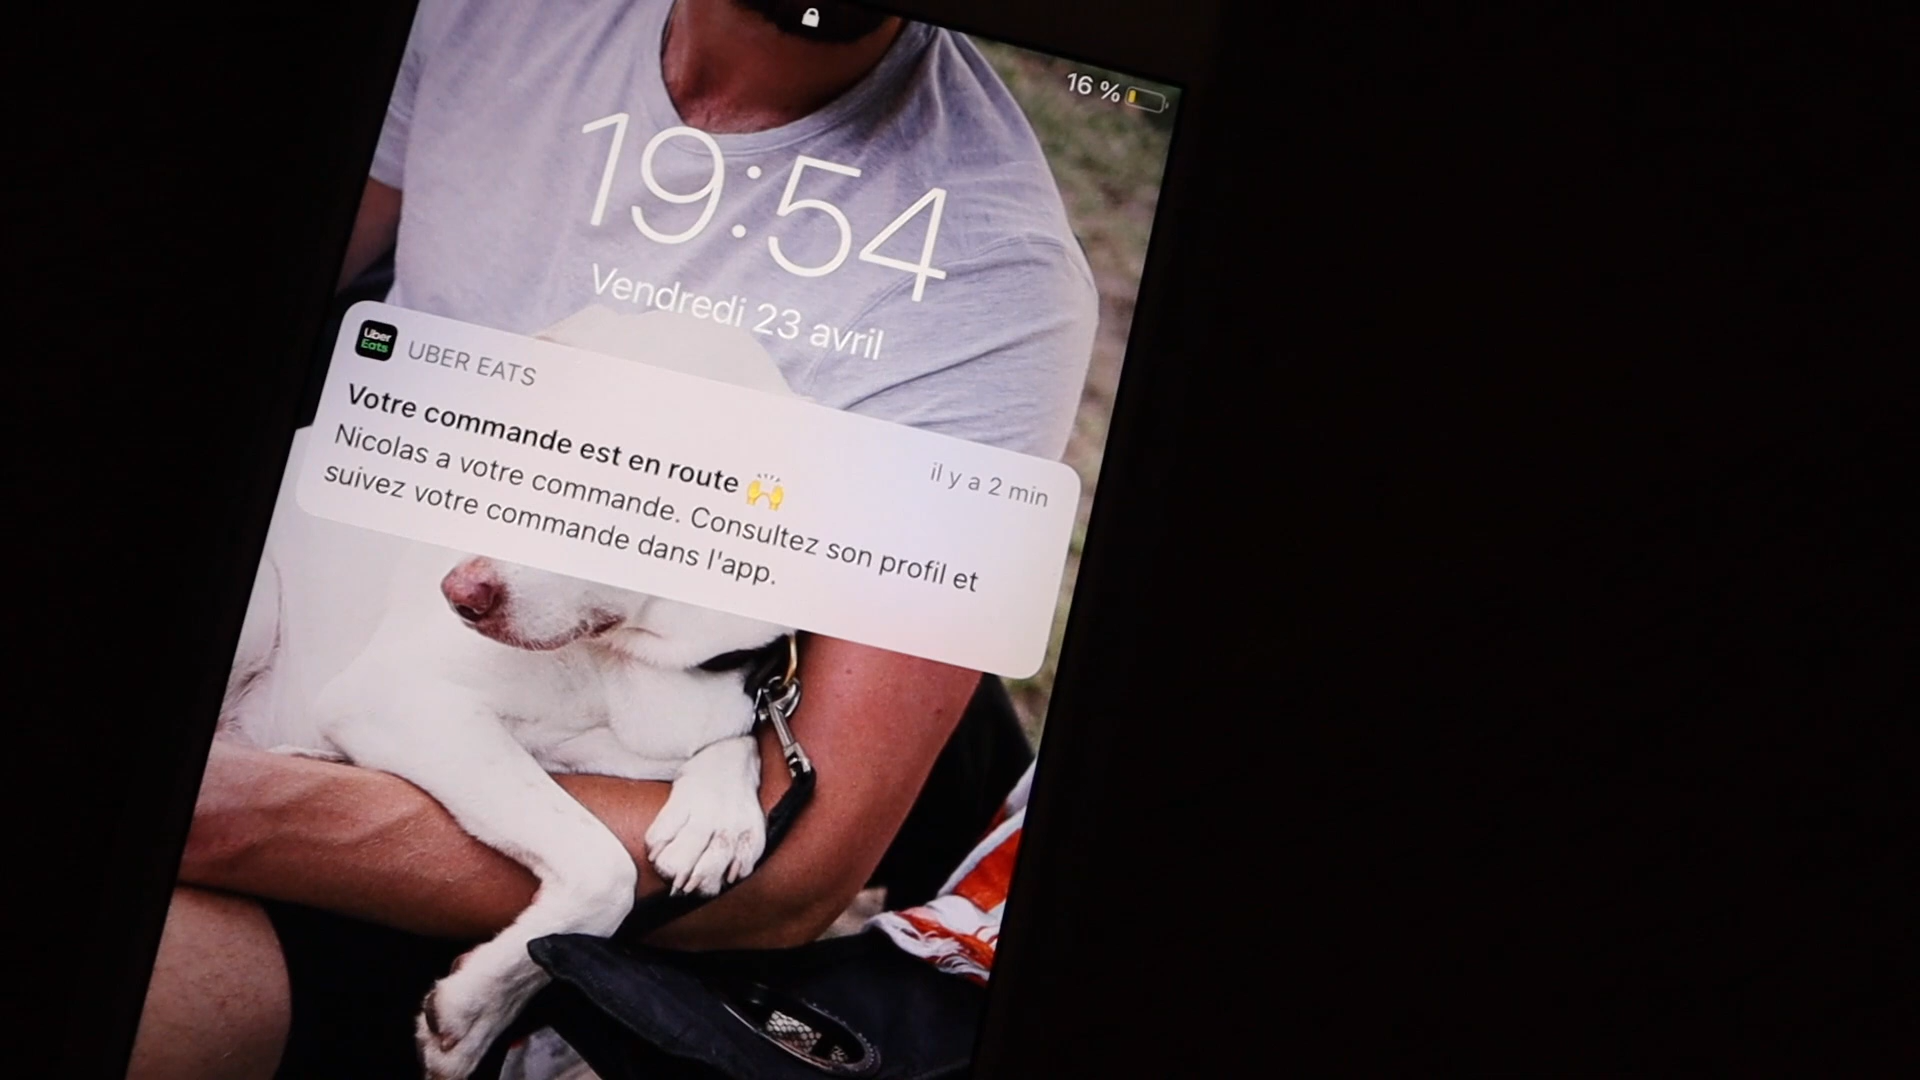 16 %
19:54
Vendredi 23 avril
Uber
Eats
UBER EATS
il y a 2 min
Votre commande est en route 🙌
Nicolas a votre commande. Consultez son profil et
suivez votre commande dans l'app.